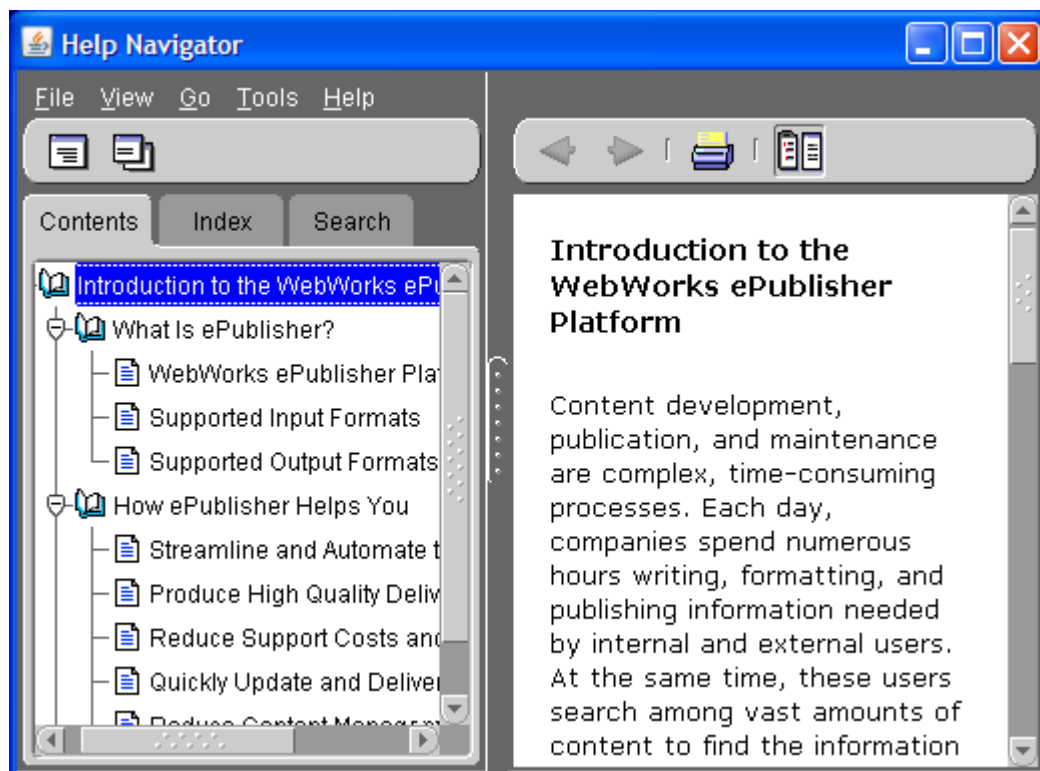 Help Navigator
File View Go Tools Help
Contents Index Search
Introduction to the WebWorks ePu
What Is ePublisher?
WebWorks ePublisher Plat
Supported Input Formats
Supported Output Formats
How ePublisher Helps You
Streamline and Automate t
Produce High Quality Deliv
Reduce Support Costs and
Quickly Update and Deliver
Reduce Content
Introduction to the
WebWorks ePublisher
Platform
Content development,
publication, and maintenance
are complex, time-consuming
processes. Each day,
companies spend numerous
hours writing, formatting, and
publishing information needed
by internal and external users.
At the same time, these users
search among vast amounts of
content to find the information